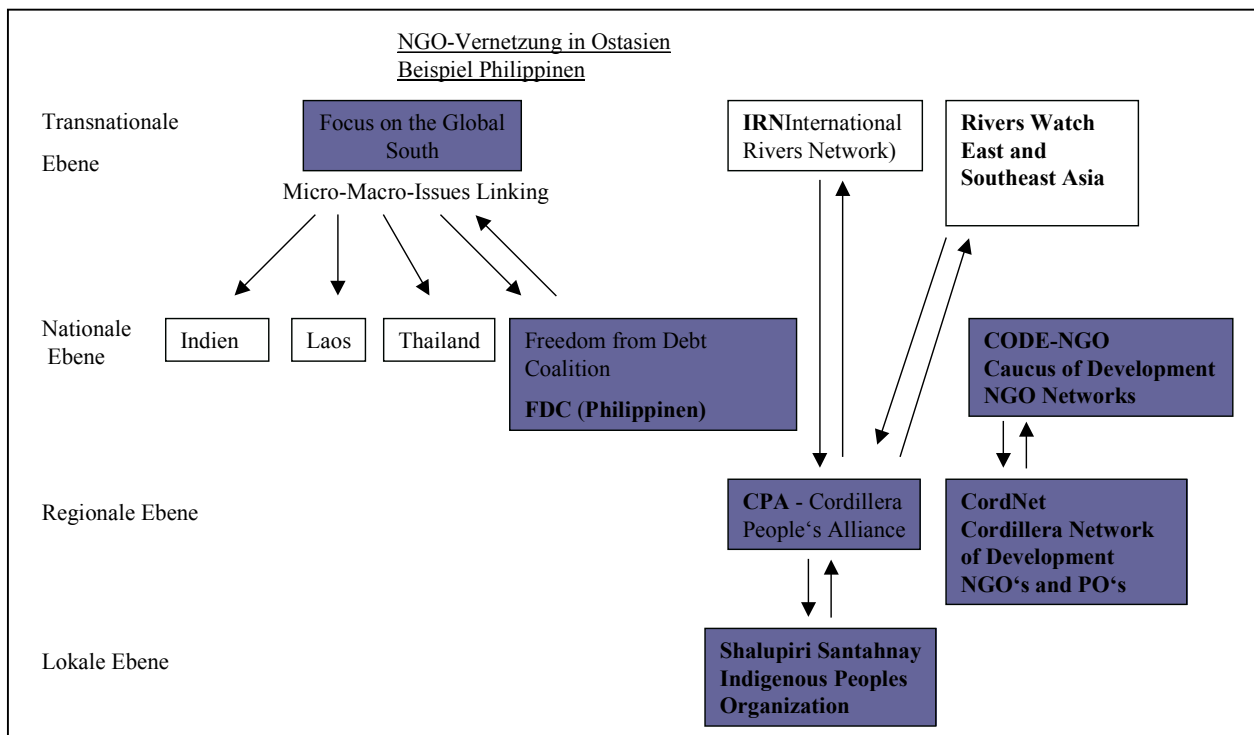 NGO-Vernetzung in Ostasien
Beispiel Philippinen
Transnationale
Ebene
Focus on the Global
South
Micro-Macro-Issues Linking
IRNInternational
Rivers Network)
Rivers Watch
East and
Southeast Asia
Nationale
Ebene
Indien
Laos
Thailand
Freedom from Debt
Coalition
FDC (Philippinen)
CODE-NGO
Caucus of Development
NGO Networks
Regionale Ebene
CPA - Cordillera
People‘s Alliance
CordNet
Cordillera Network
of Development
NGO‘s and PO‘s
Lokale Ebene
Shalupiri Santahnay
Indigenous Peoples
Organization